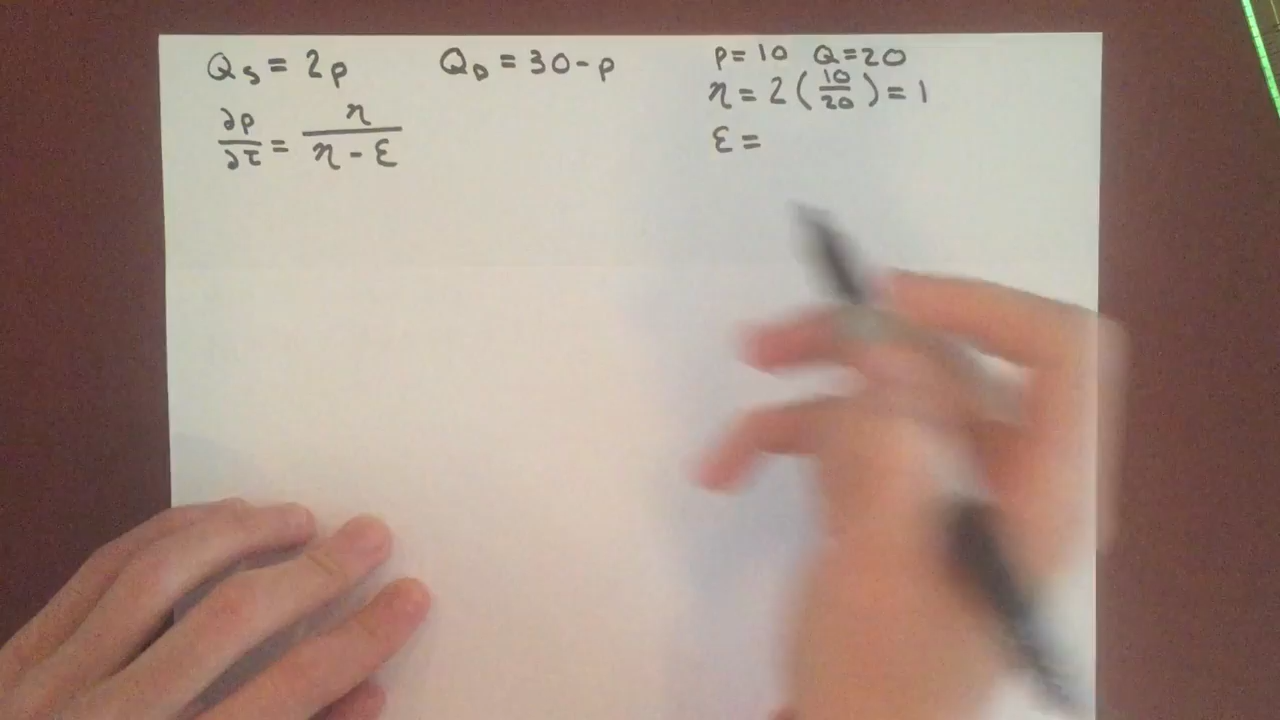 Qs = 2p
QD = 30-p
∂p/∂τ = η/(η - ε)
p=10 Q=20
η = 2(10/20) = 1
ε =